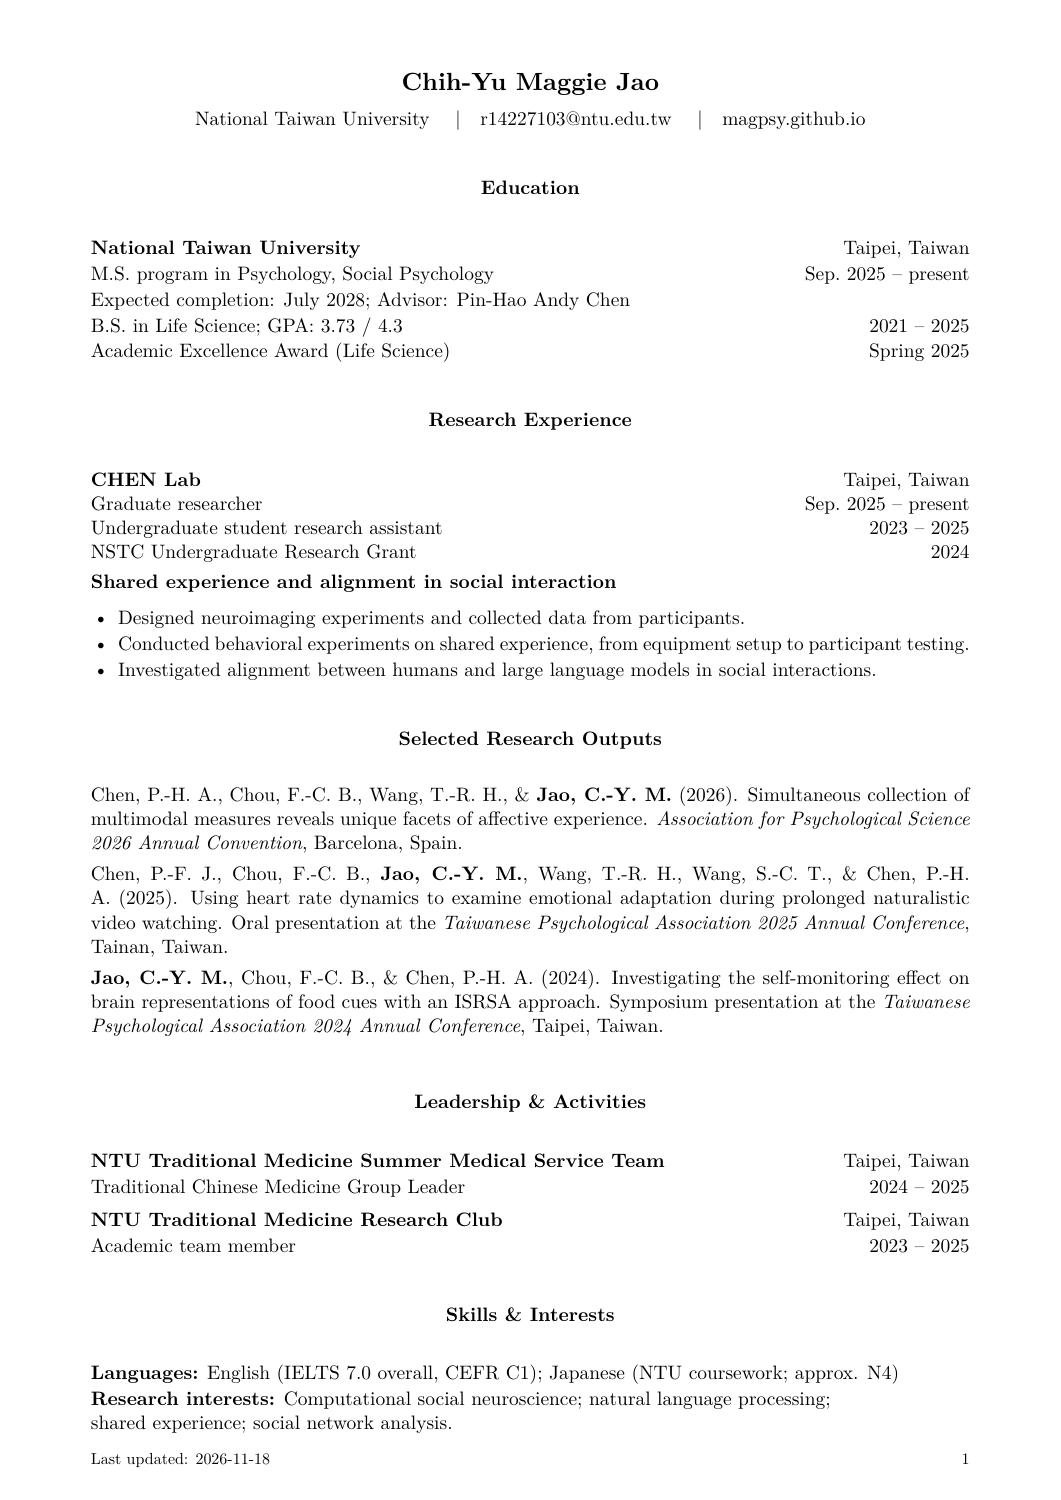 Chih-Yu Maggie Jao
National Taiwan University | r14227103@ntu.edu.tw | magpsy.github.io
Education
National Taiwan University Taipei, Taiwan
M.S. program in Psychology, Social Psychology Sep. 2025 – present
Expected completion: July 2028; Advisor: Pin-Hao Andy Chen
B.S. in Life Science; GPA: 3.73 / 4.3 2021 – 2025
Academic Excellence Award (Life Science) Spring 2025
Research Experience
CHEN Lab Taipei, Taiwan
Graduate researcher Sep. 2025 – present
Undergraduate student research assistant 2023 – 2025
NSTC Undergraduate Research Grant 2024
Shared experience and alignment in social interaction
• Designed neuroimaging experiments and collected data from participants.
• Conducted behavioral experiments on shared experience, from equipment setup to participant testing.
• Investigated alignment between humans and large language models in social interactions.
Selected Research Outputs
Chen, P.-H. A., Chou, F.-C. B., Wang, T.-R. H., & Jao, C.-Y. M. (2026). Simultaneous collection of
multimodal measures reveals unique facets of affective experience. Association for Psychological Science
2026 Annual Convention, Barcelona, Spain.
Chen, P.-F. J., Chou, F.-C. B., Jao, C.-Y. M., Wang, T.-R. H., Wang, S.-C. T., & Chen, P.-H.
A. (2025). Using heart rate dynamics to examine emotional adaptation during prolonged naturalistic
video watching. Oral presentation at the Taiwanese Psychological Association 2025 Annual Conference,
Tainan, Taiwan.
Jao, C.-Y. M., Chou, F.-C. B., & Chen, P.-H. A. (2024). Investigating the self-monitoring effect on
brain representations of food cues with an ISRSA approach. Symposium presentation at the Taiwanese
Psychological Association 2024 Annual Conference, Taipei, Taiwan.
Leadership & Activities
NTU Traditional Medicine Summer Medical Service Team Taipei, Taiwan
Traditional Chinese Medicine Group Leader 2024 – 2025
NTU Traditional Medicine Research Club Taipei, Taiwan
Academic team member 2023 – 2025
Skills & Interests
Languages: English (IELTS 7.0 overall, CEFR C1); Japanese (NTU coursework; approx. N4)
Research interests: Computational social neuroscience; natural language processing;
shared experience; social network analysis.
Last updated: 2026-11-18 1